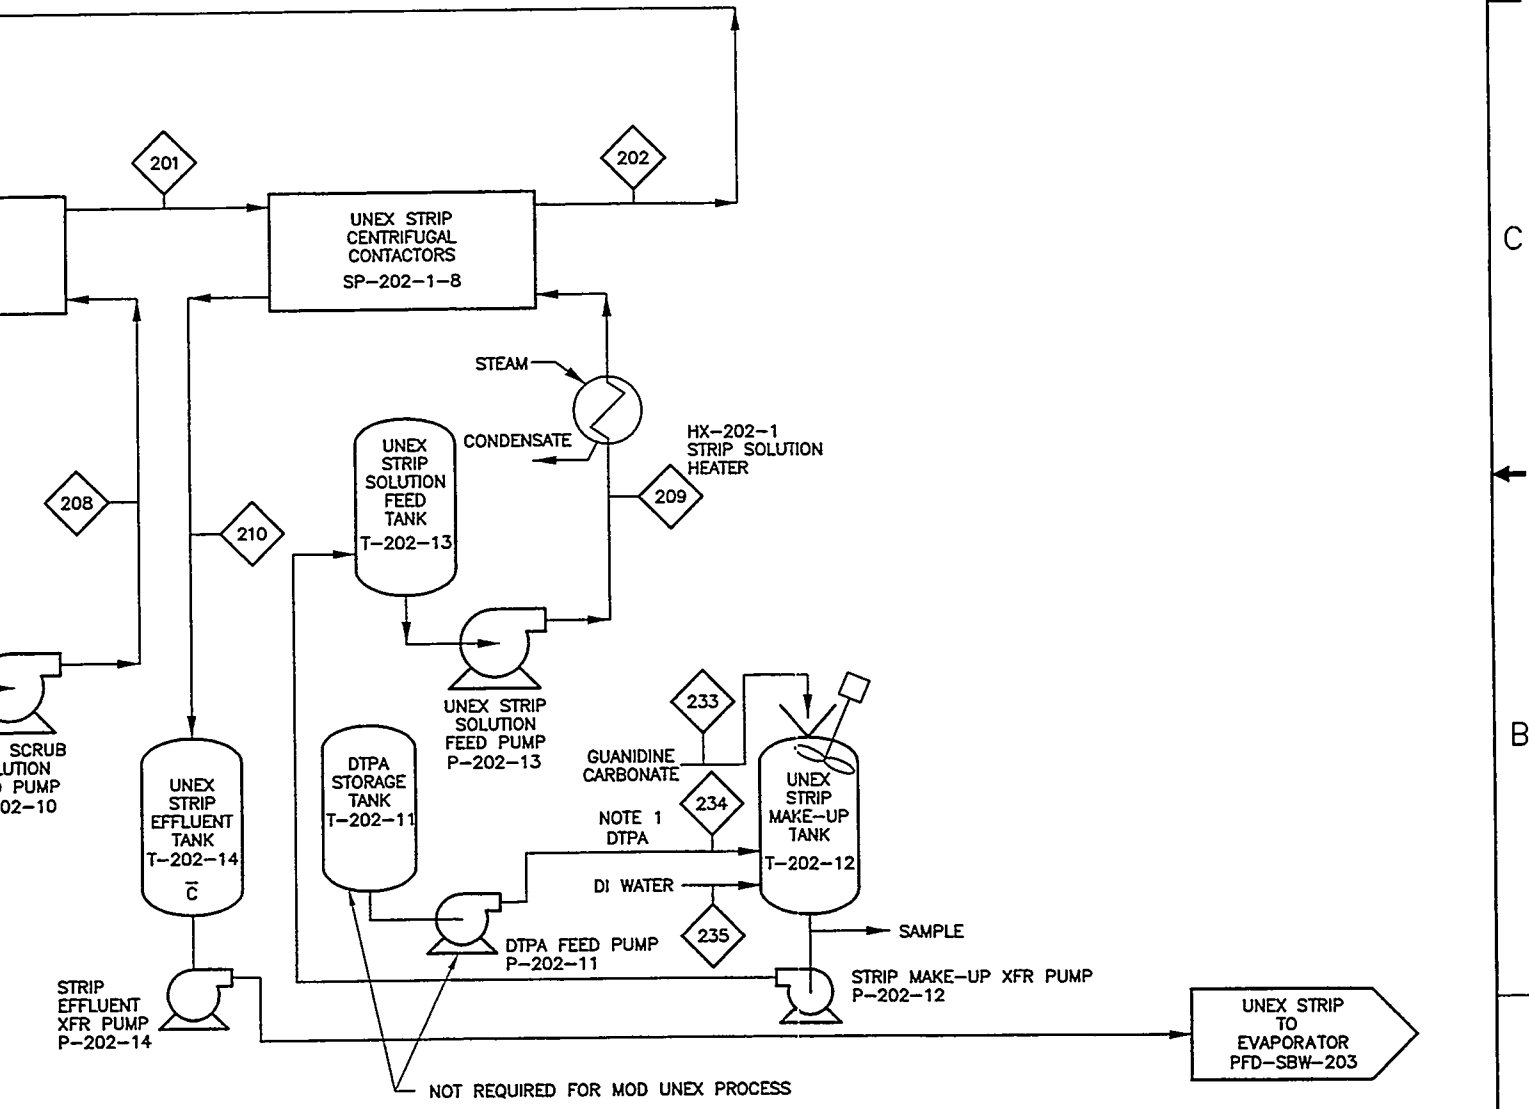 201
202
UNEX STRIP
CENTRIFUGAL
CONTACTORS
SP-202-1-8
C
STEAM
CONDENSATE
HX-202-1
STRIP SOLUTION
HEATER
UNEX
STRIP
SOLUTION
FEED
TANK
T-202-13
208
209
210
UNEX STRIP
SOLUTION
FEED PUMP
P-202-13
233
B
SCRUB
LUTION
PUMP
02-10
GUANIDINE
CARBONATE
DTPA
STORAGE
TANK
T-202-11
UNEX
STRIP
EFFLUENT
TANK
T-202-14
C̅
UNEX
STRIP
MAKE-UP
TANK
T-202-12
234
NOTE 1
DTPA
DI WATER
235
SAMPLE
DTPA FEED PUMP
P-202-11
STRIP MAKE-UP XFR PUMP
P-202-12
STRIP
EFFLUENT
XFR PUMP
P-202-14
UNEX STRIP
TO
EVAPORATOR
PFD-SBW-203
NOT REQUIRED FOR MOD UNEX PROCESS